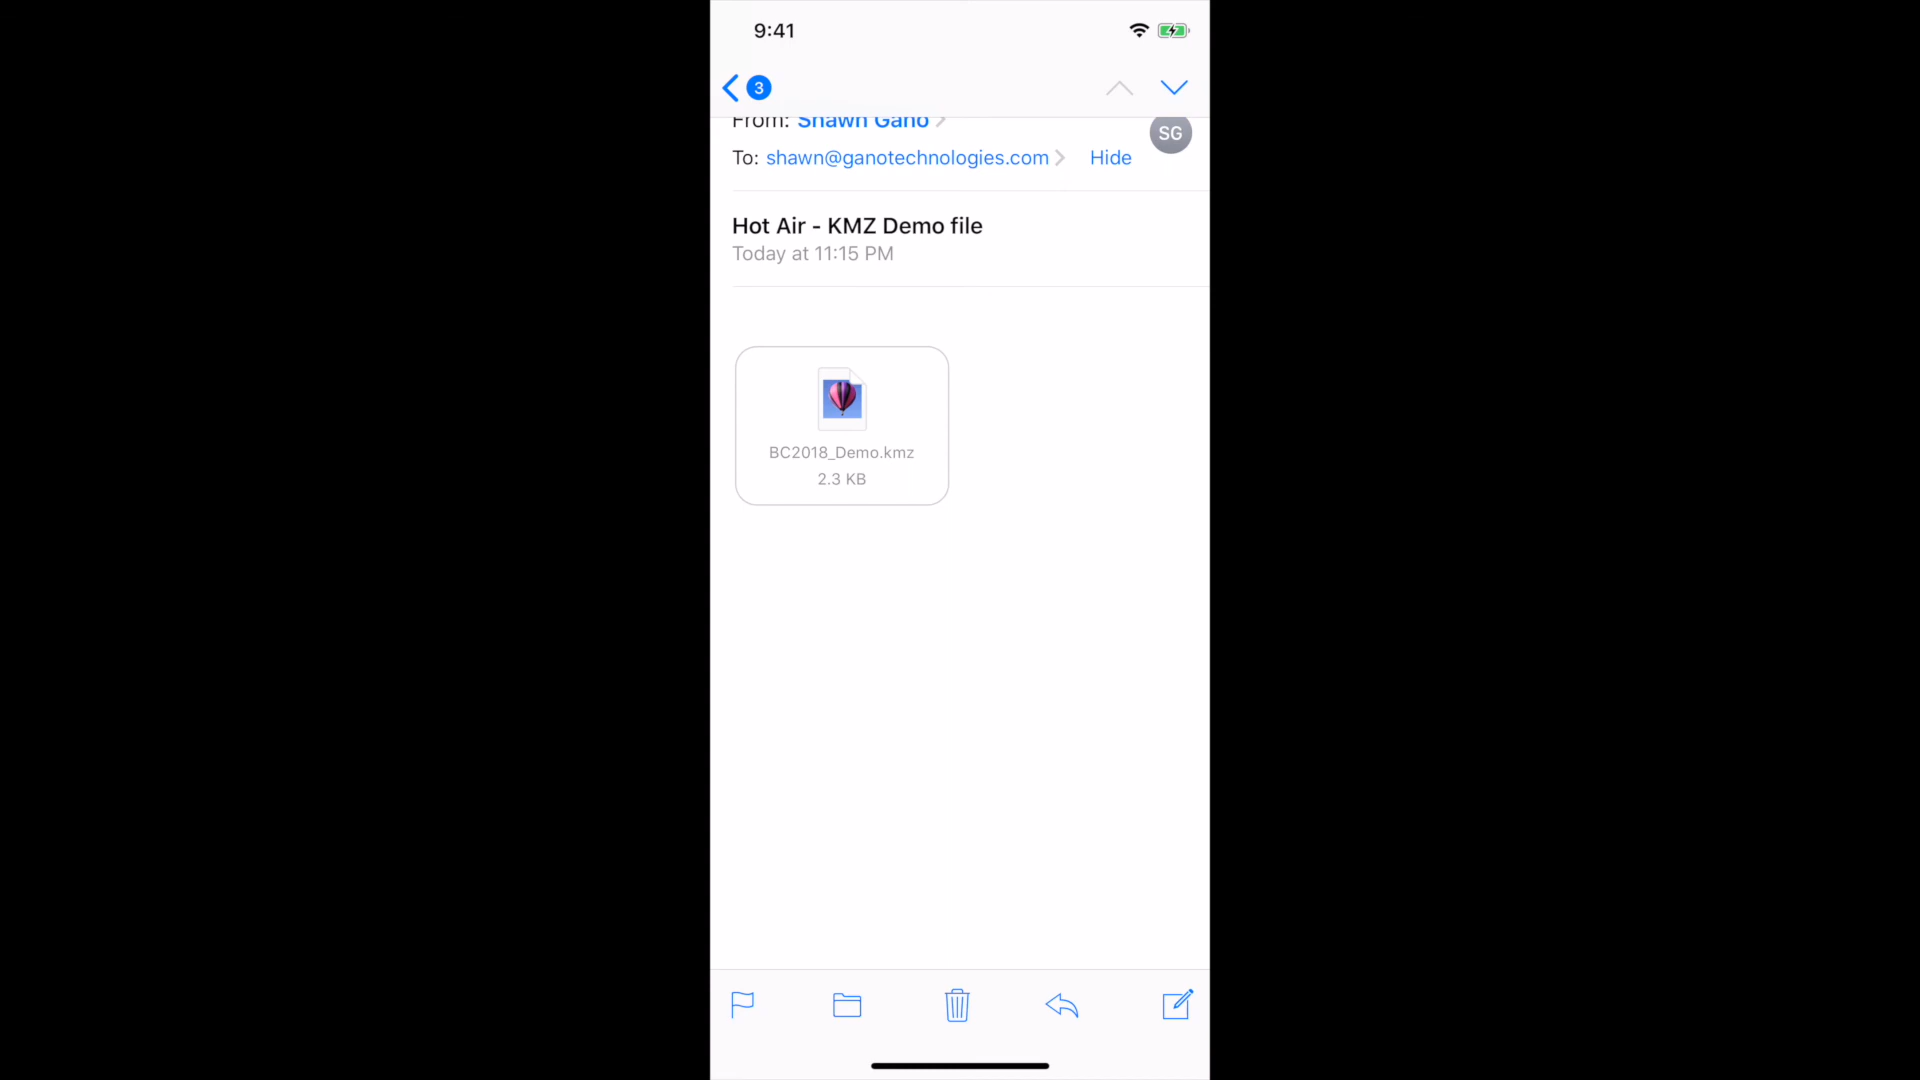 9:41
3
From: Shawn Gano
SG
To: shawn@ganotechnologies.com Hide
Hot Air - KMZ Demo file
Today at 11:15 PM
BC2018_Demo.kmz
2.3 KB